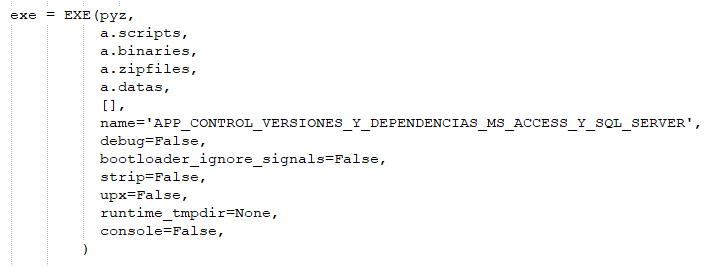 exe = EXE(pyz,
a.scripts,
a.binaries,
a.zipfiles,
a.datas,
[],
name='APP_CONTROL_VERSIONES_Y_DEPENDENCIAS_MS_ACCESS_Y_SQL_SERVER',
debug=False,
bootloader_ignore_signals=False,
strip=False,
upx=False,
runtime_tmpdir=None,
console=False,
)